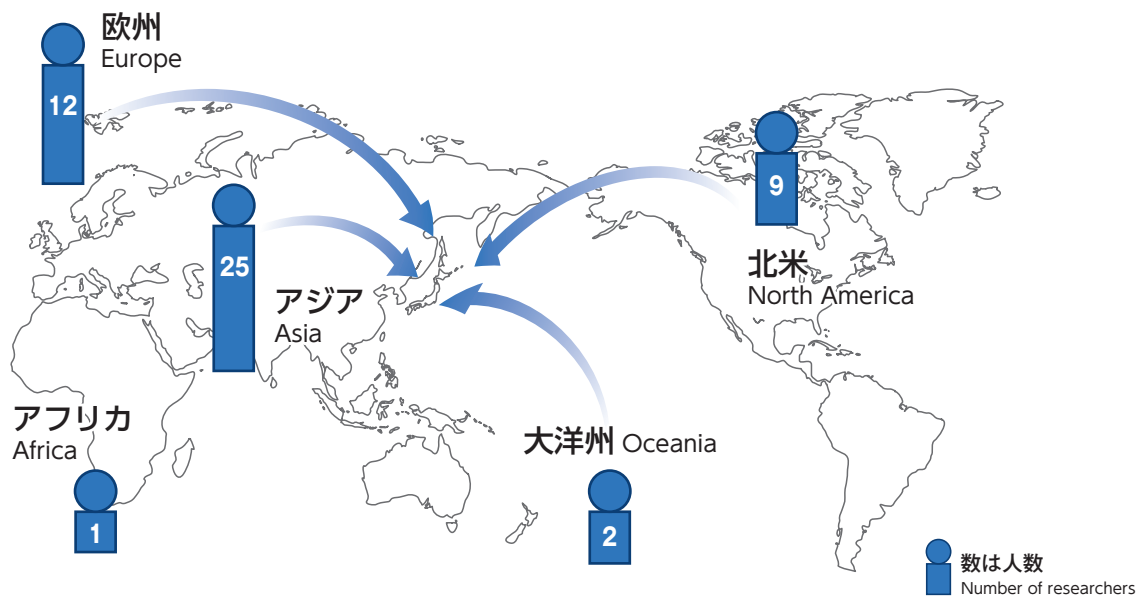 欧州
Europe
12
9
北米
North America
25
アジア
Asia
アフリカ
Africa
1
大洋州 Oceania
2
数は人数
Number of researchers